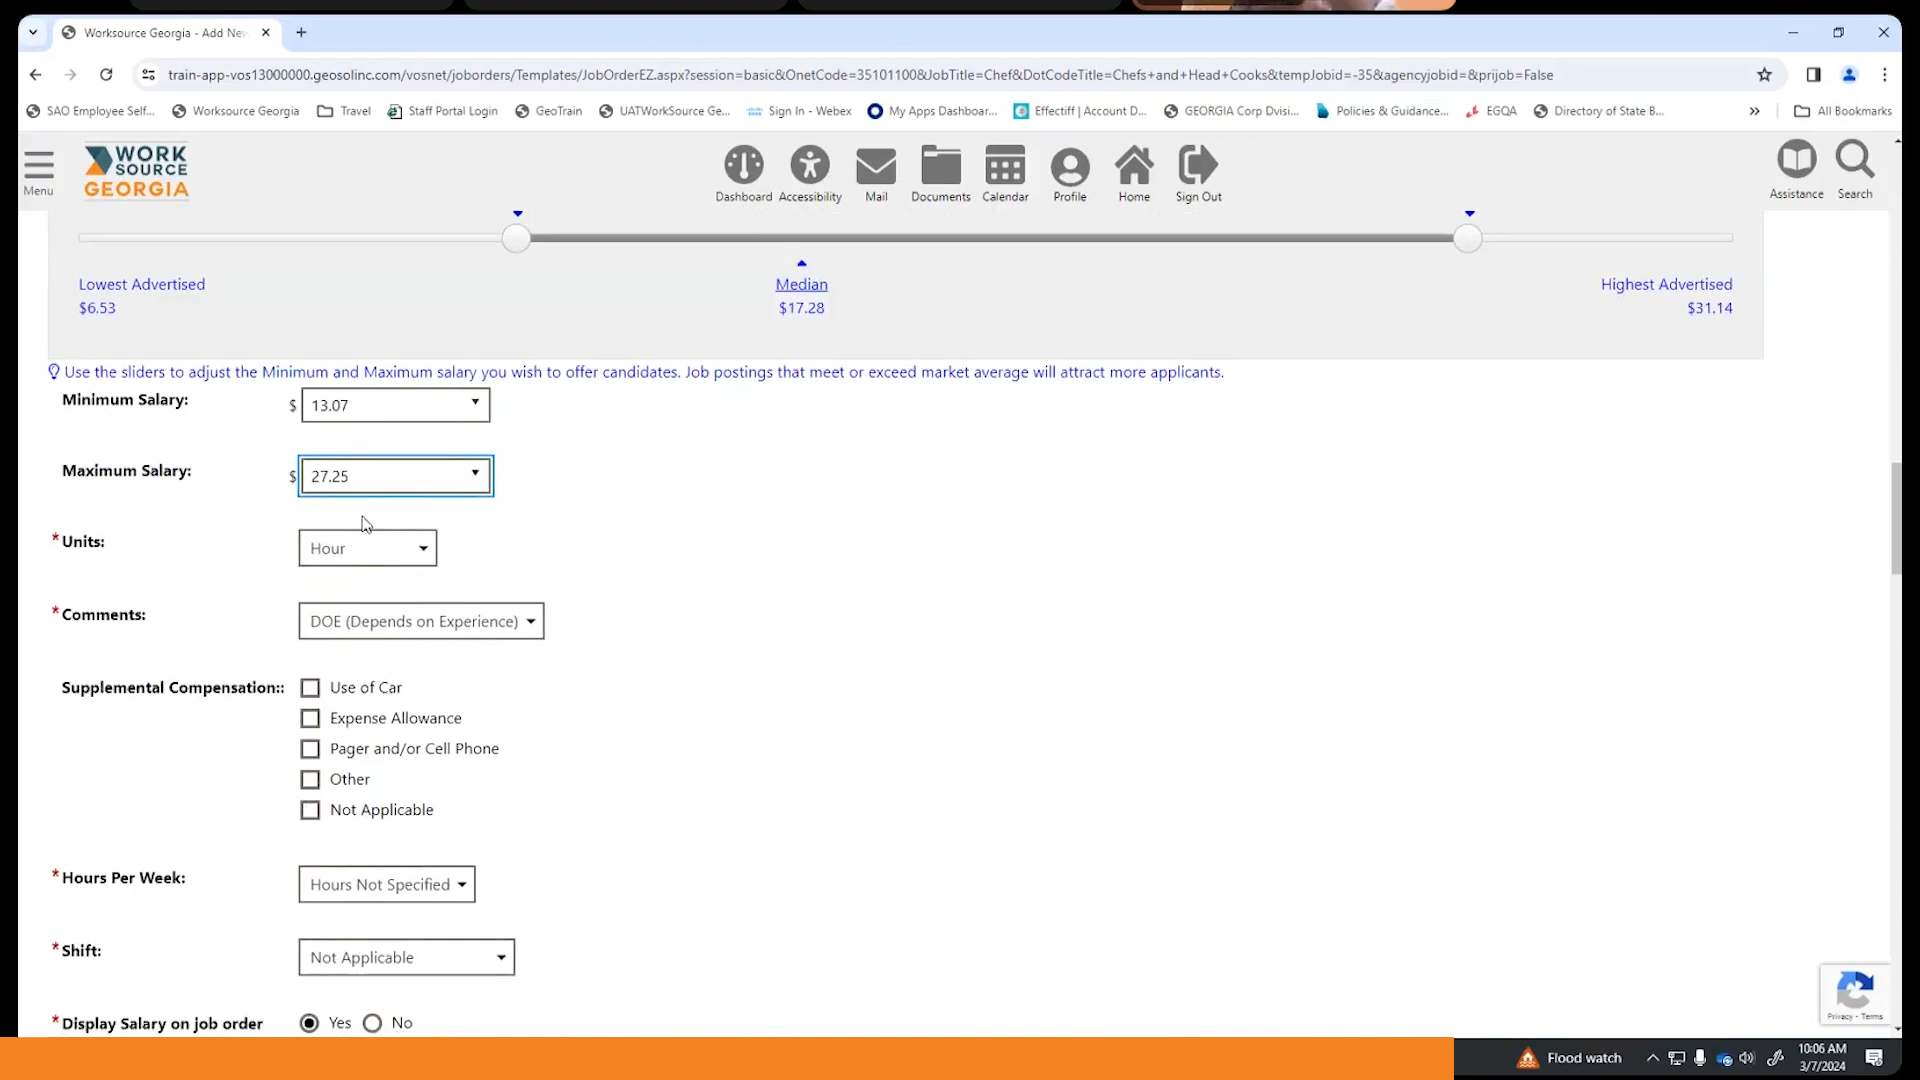 Worksource Georgia - Add New
train-app-vos13000000.geosolinc.com/vosnet/joborders/Templates/JobOrderEZ.aspx?session=basic&OnetCode=35101100&JobTitle=Chef&DotCodeTitle=Chefs+and+Head+Cooks&tempJobid=-35&agencyjobid=&prijob=False
SAO Employee Self... Worksource Georgia Travel Staff Portal Login GeoTrain UATWorkSource Ge... Sign In - Webex My Apps Dashboar... Effectiff | Account D... GEORGIA Corp Dvisi... Policies & Guidance... EGQA Directory of State B... » All Bookmarks
WORK
SOURCE
GEORGIA
Menu
Dashboard Accessibility Mail Documents Calendar Profile Home Sign Out
Assistance Search
Lowest Advertised Median Highest Advertised
$6.53 $17.28 $31.14
Use the sliders to adjust the Minimum and Maximum salary you wish to offer candidates. Job postings that meet or exceed market average will attract more applicants.
Minimum Salary: $ 13.07
Maximum Salary: $ 27.25
* Units: Hour
* Comments: DOE (Depends on Experience)
Supplemental Compensation:: Use of Car
Expense Allowance
Pager and/or Cell Phone
Other
Not Applicable
* Hours Per Week: Hours Not Specified
* Shift: Not Applicable
* Display Salary on job order Yes No
Privacy - Terms
Flood watch 10:06 AM
3/7/2024